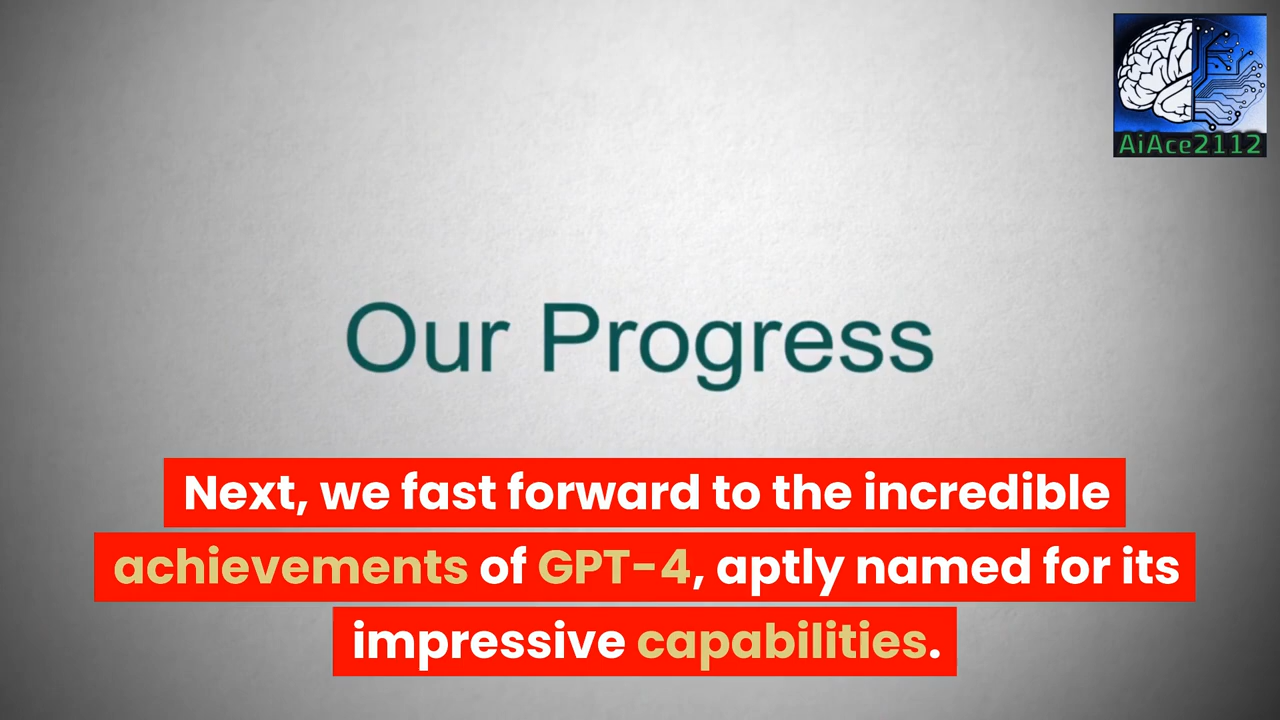 AiAce2112
Our Progress
Next, we fast forward to the incredible
achievements of GPT-4, aptly named for its
impressive capabilities.